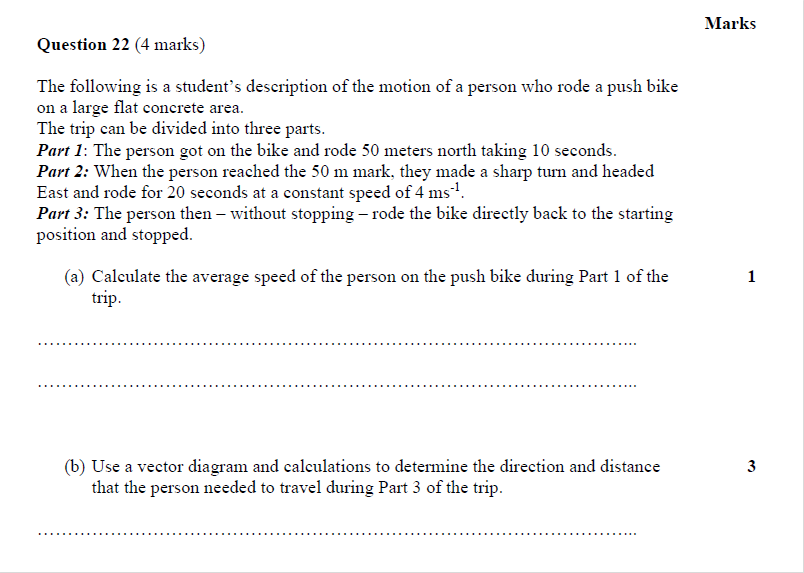 Marks
Question 22 (4 marks)
The following is a student's description of the motion of a person who rode a push bike
on a large flat concrete area.
The trip can be divided into three parts.
Part 1: The person got on the bike and rode 50 meters north taking 10 seconds.
Part 2: When the person reached the 50 m mark, they made a sharp turn and headed
East and rode for 20 seconds at a constant speed of 4 ms⁻¹.
Part 3: The person then – without stopping – rode the bike directly back to the starting
position and stopped.
(a) Calculate the average speed of the person on the push bike during Part 1 of the 1
trip.
(b) Use a vector diagram and calculations to determine the direction and distance 3
that the person needed to travel during Part 3 of the trip.